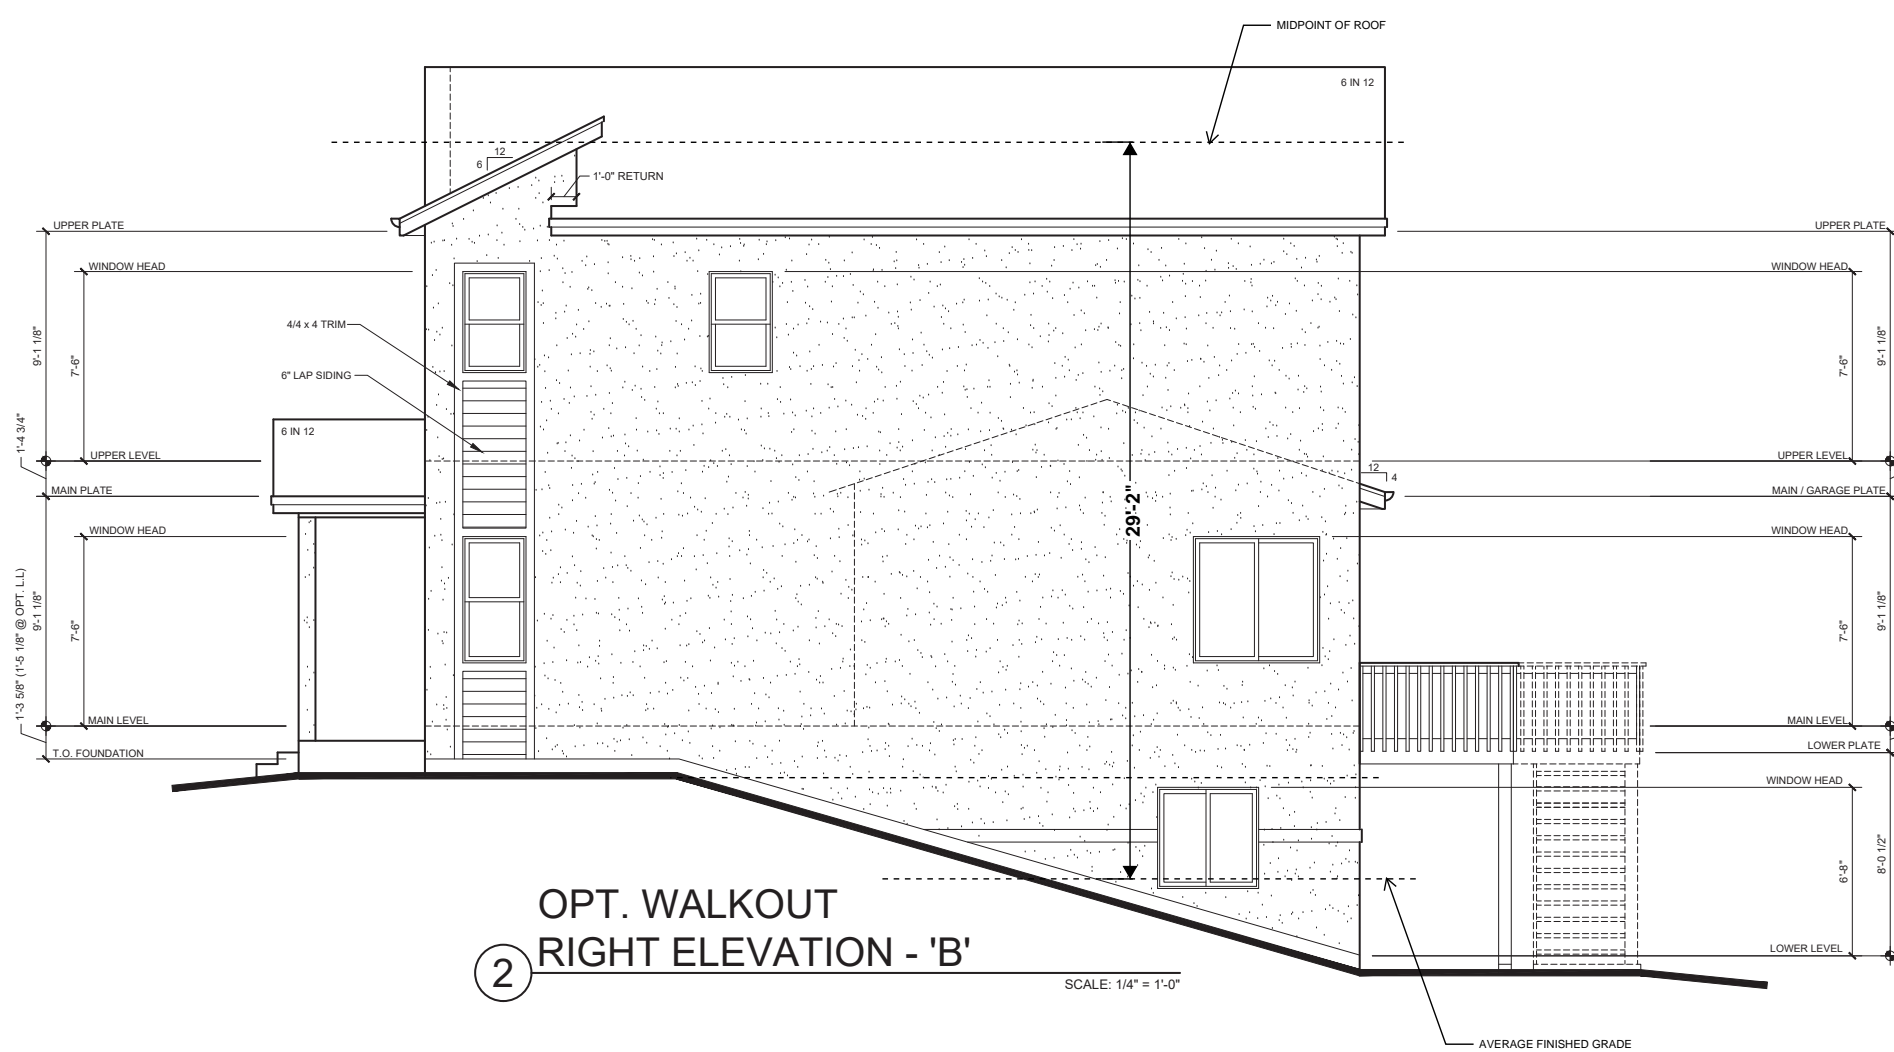 MIDPOINT OF ROOF
6 IN 12
12
6
1'-0" RETURN
UPPER PLATE
UPPER PLATE
WINDOW HEAD
WINDOW HEAD
4/4 x 4 TRIM
9'-1 1/8"
7'-6"
7'-6"
9'-1 1/8"
6" LAP SIDING
1'-4 3/4"
6 IN 12
UPPER LEVEL
UPPER LEVEL
12
4
MAIN PLATE
MAIN / GARAGE PLATE
29'-2"
WINDOW HEAD
WINDOW HEAD
1'-3 5/8" (1'-5 1/8" @ OPT. L.L)
9'-1 1/8"
7'-6"
7'-6"
9'-1 1/8"
MAIN LEVEL
MAIN LEVEL
T.O. FOUNDATION
LOWER PLATE
WINDOW HEAD
6'-8"
8'-0 1/2"
LOWER LEVEL
OPT. WALKOUT
2 RIGHT ELEVATION - 'B'
SCALE: 1/4" = 1'-0"
AVERAGE FINISHED GRADE